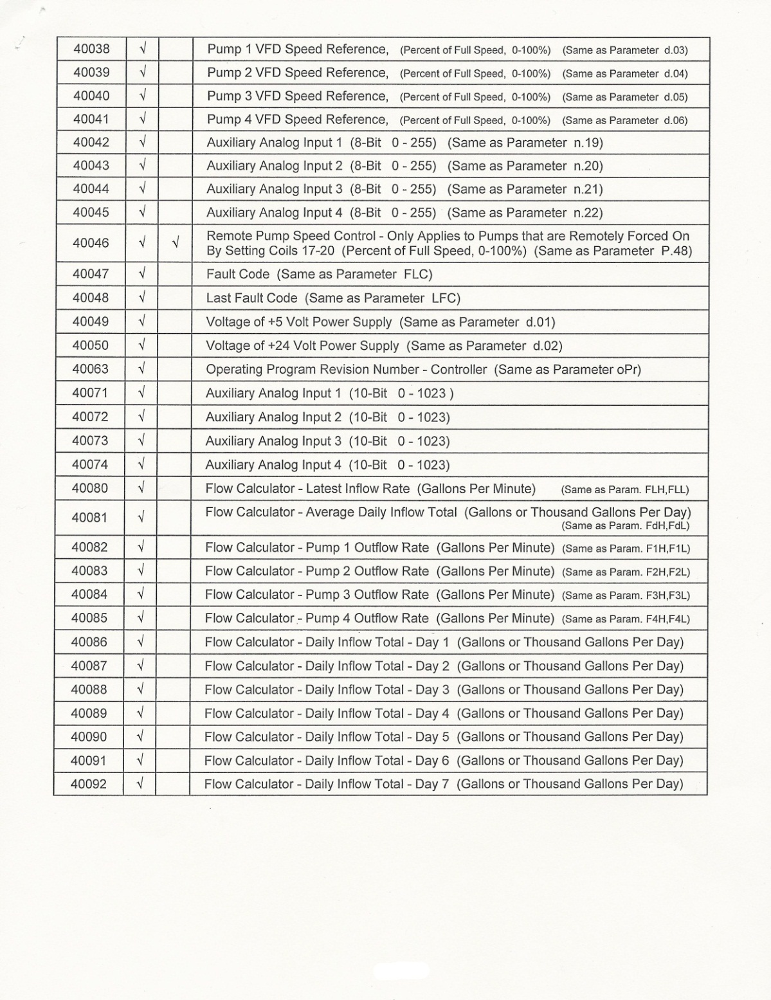 40038 √ Pump 1 VFD Speed Reference, (Percent of Full Speed, 0-100%) (Same as Parameter d.03)
40039 √ Pump 2 VFD Speed Reference, (Percent of Full Speed, 0-100%) (Same as Parameter d.04)
40040 √ Pump 3 VFD Speed Reference, (Percent of Full Speed, 0-100%) (Same as Parameter d.05)
40041 √ Pump 4 VFD Speed Reference, (Percent of Full Speed, 0-100%) (Same as Parameter d.06)
40042 √ Auxiliary Analog Input 1 (8-Bit 0 - 255) (Same as Parameter n.19)
40043 √ Auxiliary Analog Input 2 (8-Bit 0 - 255) (Same as Parameter n.20)
40044 √ Auxiliary Analog Input 3 (8-Bit 0 - 255) (Same as Parameter n.21)
40045 √ Auxiliary Analog Input 4 (8-Bit 0 - 255) (Same as Parameter n.22)
40046 √ √ Remote Pump Speed Control - Only Applies to Pumps that are Remotely Forced On
By Setting Coils 17-20 (Percent of Full Speed, 0-100%) (Same as Parameter P.48)
40047 √ Fault Code (Same as Parameter FLC)
40048 √ Last Fault Code (Same as Parameter LFC)
40049 √ Voltage of +5 Volt Power Supply (Same as Parameter d.01)
40050 √ Voltage of +24 Volt Power Supply (Same as Parameter d.02)
40063 √ Operating Program Revision Number - Controller (Same as Parameter oPr)
40071 √ Auxiliary Analog Input 1 (10-Bit 0 - 1023 )
40072 √ Auxiliary Analog Input 2 (10-Bit 0 - 1023)
40073 √ Auxiliary Analog Input 3 (10-Bit 0 - 1023)
40074 √ Auxiliary Analog Input 4 (10-Bit 0 - 1023)
40080 √ Flow Calculator - Latest Inflow Rate (Gallons Per Minute) (Same as Param. FLH,FLL)
40081 √ Flow Calculator - Average Daily Inflow Total (Gallons or Thousand Gallons Per Day)
(Same as Param. FdH,FdL)
40082 √ Flow Calculator - Pump 1 Outflow Rate (Gallons Per Minute) (Same as Param. F1H,F1L)
40083 √ Flow Calculator - Pump 2 Outflow Rate (Gallons Per Minute) (Same as Param. F2H,F2L)
40084 √ Flow Calculator - Pump 3 Outflow Rate (Gallons Per Minute) (Same as Param. F3H,F3L)
40085 √ Flow Calculator - Pump 4 Outflow Rate (Gallons Per Minute) (Same as Param. F4H,F4L)
40086 √ Flow Calculator - Daily Inflow Total - Day 1 (Gallons or Thousand Gallons Per Day)
40087 √ Flow Calculator - Daily Inflow Total - Day 2 (Gallons or Thousand Gallons Per Day)
40088 √ Flow Calculator - Daily Inflow Total - Day 3 (Gallons or Thousand Gallons Per Day)
40089 √ Flow Calculator - Daily Inflow Total - Day 4 (Gallons or Thousand Gallons Per Day)
40090 √ Flow Calculator - Daily Inflow Total - Day 5 (Gallons or Thousand Gallons Per Day)
40091 √ Flow Calculator - Daily Inflow Total - Day 6 (Gallons or Thousand Gallons Per Day)
40092 √ Flow Calculator - Daily Inflow Total - Day 7 (Gallons or Thousand Gallons Per Day)